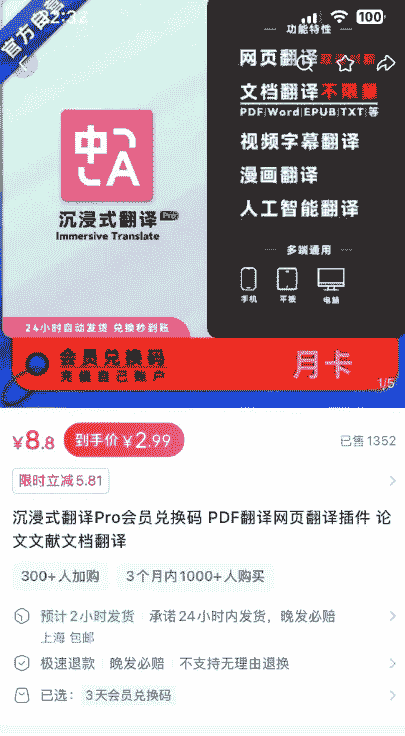 官方自营
100
功能特性
网页翻译
文档翻译不限量
PDF|Word|EPUB|TXT|等
视频字幕翻译
漫画翻译
人工智能翻译
多端通用
手机
平板
电脑
沉浸式翻译 Pro
Immersive Translate
24小时自动发货 兑换秒到账
会员兑换码
充值自己账户
月卡
1/5
¥8.8
到手价¥2.99
已售1352
限时立减5.81
沉浸式翻译Pro会员兑换码 PDF翻译网页翻译插件 论
文文献文档翻译
300+人加购
3个月内1000+人购买
预计2小时发货 承诺24小时内发货,晚发必赔
上海 包邮
极速退款 晚发必赔 不支持无理由退换
已选: 3天会员兑换码